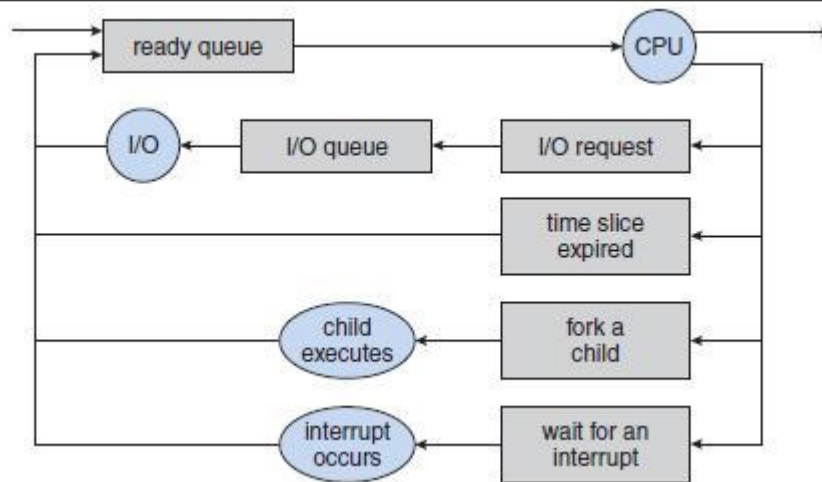 ready queue
CPU
I/O
I/O queue
I/O request
time slice
expired
child
executes
fork a
child
interrupt
occurs
wait for an
interrupt